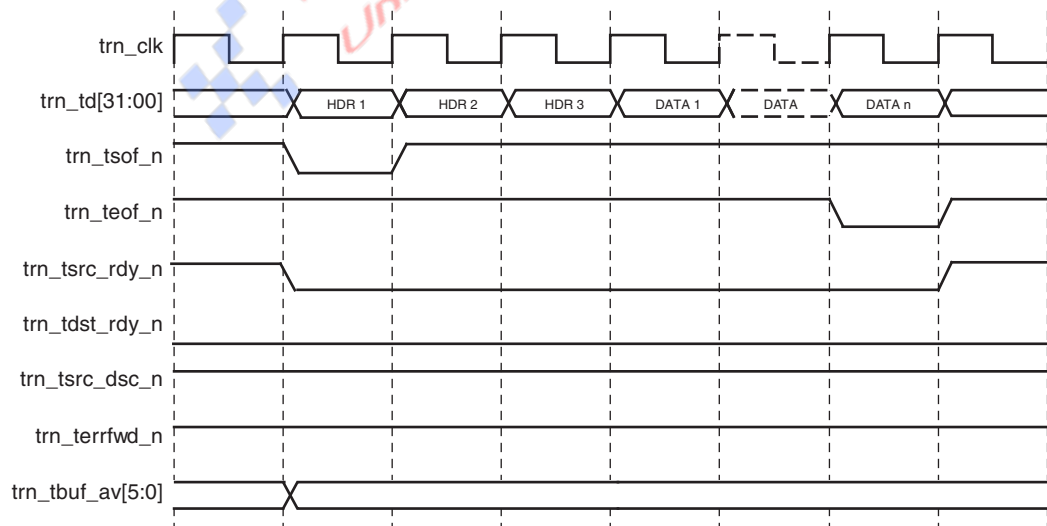 trn_clk
trn_td[31:00]
HDR 1
HDR 2
HDR 3
DATA 1
DATA
DATA n
trn_tsof_n
trn_teof_n
trn_tsrc_rdy_n
trn_tdst_rdy_n
trn_tsrc_dsc_n
trn_terrfwd_n
trn_tbuf_av[5:0]